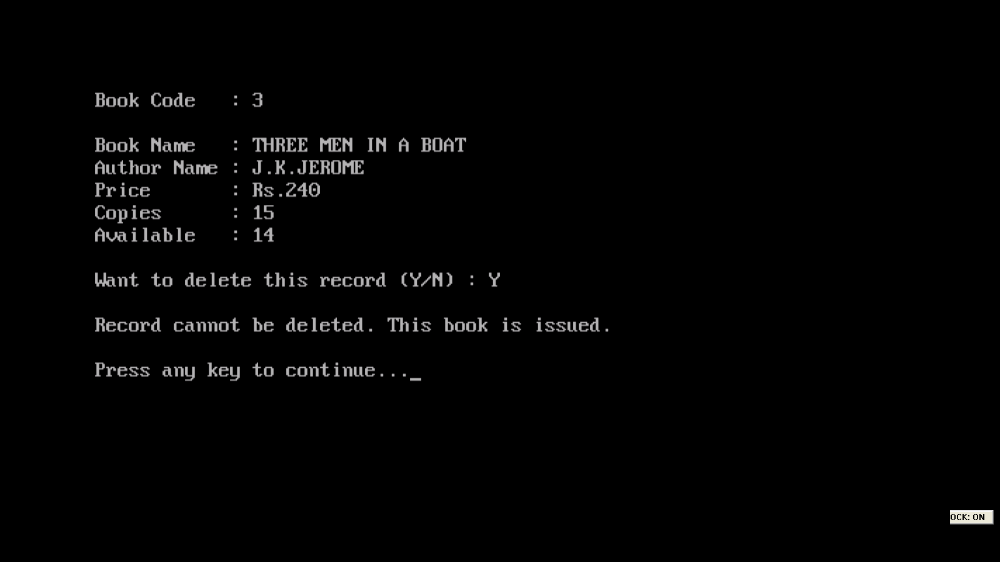 Book Code : 3
Book Name : THREE MEN IN A BOAT
Author Name : J.K.JEROME
Price : Rs.240
Copies : 15
Available : 14
Want to delete this record (Y/N) : Y
Record cannot be deleted. This book is issued.
Press any key to continue..._
OCK: ON